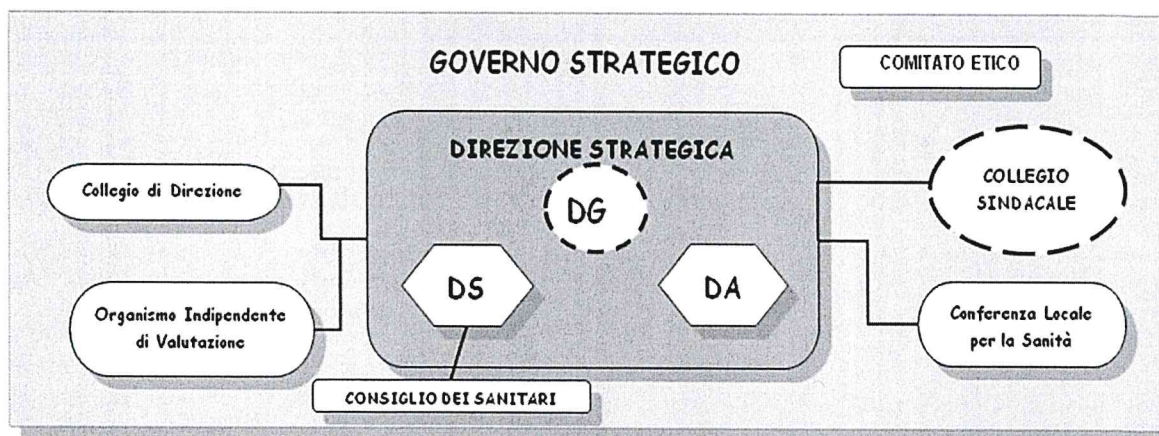 GOVERNO STRATEGICO
COMITATO ETICO
DIREZIONE STRATEGICA
Collegio di Direzione
DG
COLLEGIO
SINDACALE
DS
DA
Organismo Indipendente
di Valutazione
Conferenza Locale
per la Sanità
CONSIGLIO DEI SANITARI